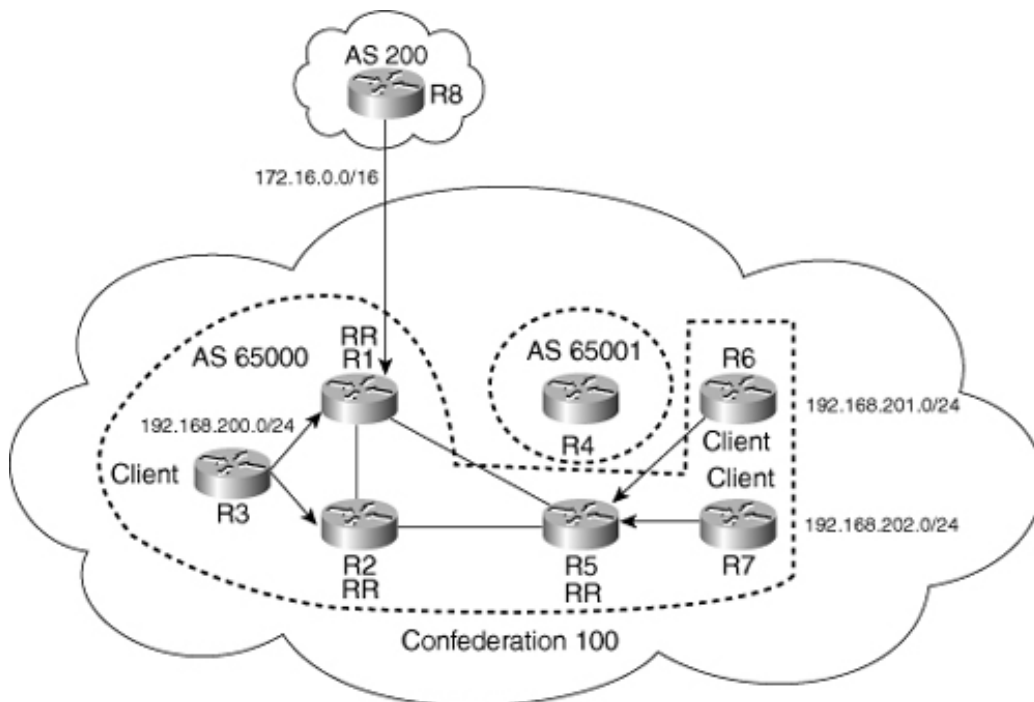 AS 200
R8
172.16.0.0/16
RR
R1
AS 65000
AS 65001
R4
R6
192.168.201.0/24
Client
192.168.200.0/24
Client
R3
Client
192.168.202.0/24
R2
RR
R5
RR
R7
Confederation 100